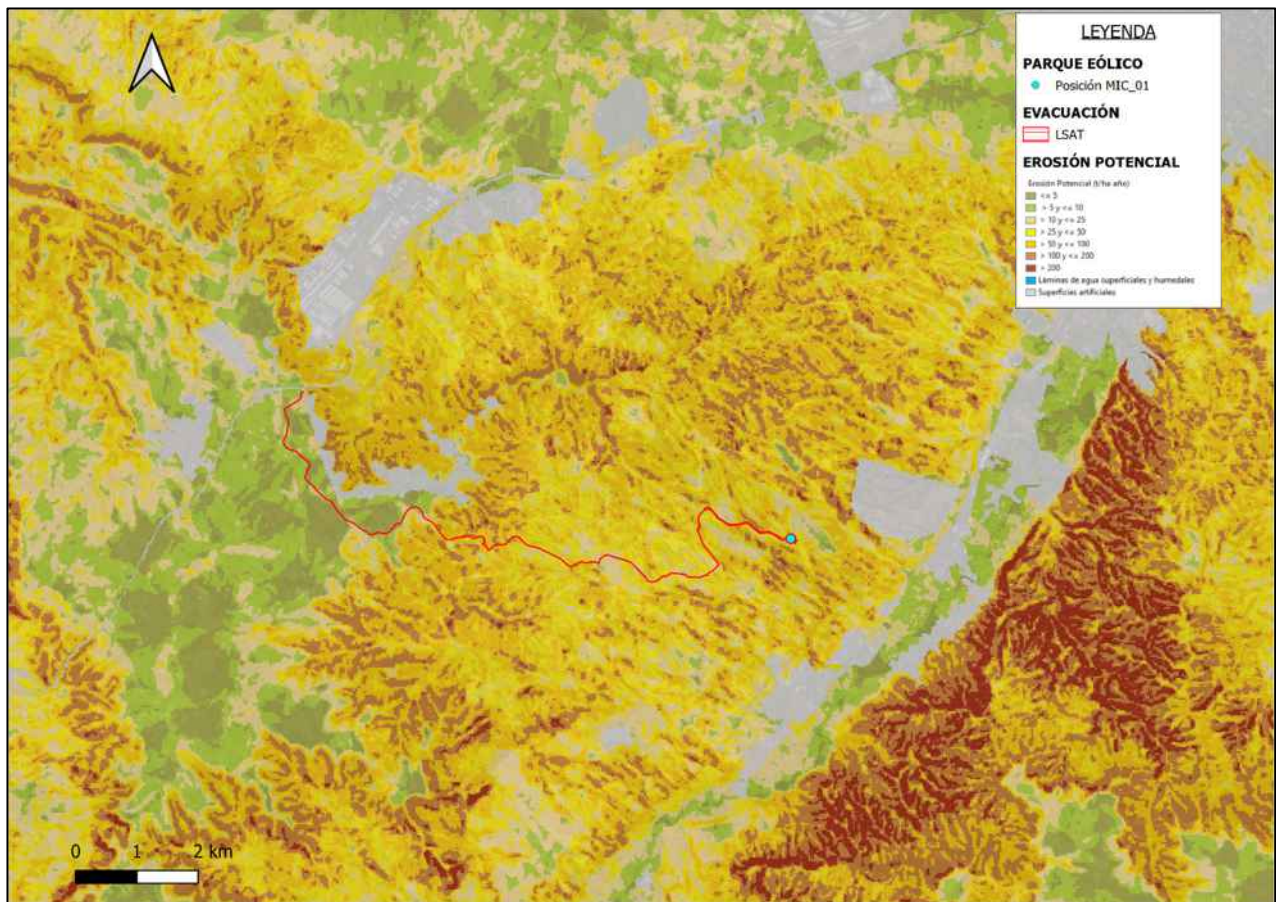 LEYENDA
PARQUE EÓLICO
Posición MIC_01
EVACUACIÓN
LSAT
EROSIÓN POTENCIAL
Erosión Potencial (t/ha año)
<= 5
> 5 y <= 10
> 10 y <= 25
> 25 y <= 50
> 50 y <= 100
> 100 y <= 200
> 200
Láminas de agua superficiales y humedales
Superficies artificiales
0 1 2 km